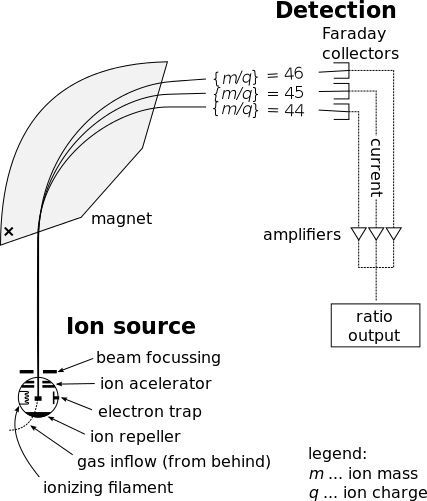 Detection
Faraday
collectors
{m/q} = 46
{m/q} = 45
{m/q} = 44
current
magnet
amplifiers
ratio
output
Ion source
beam focussing
ion acelerator
electron trap
ion repeller
gas inflow (from behind)
ionizing filament
legend:
m ... ion mass
q ... ion charge